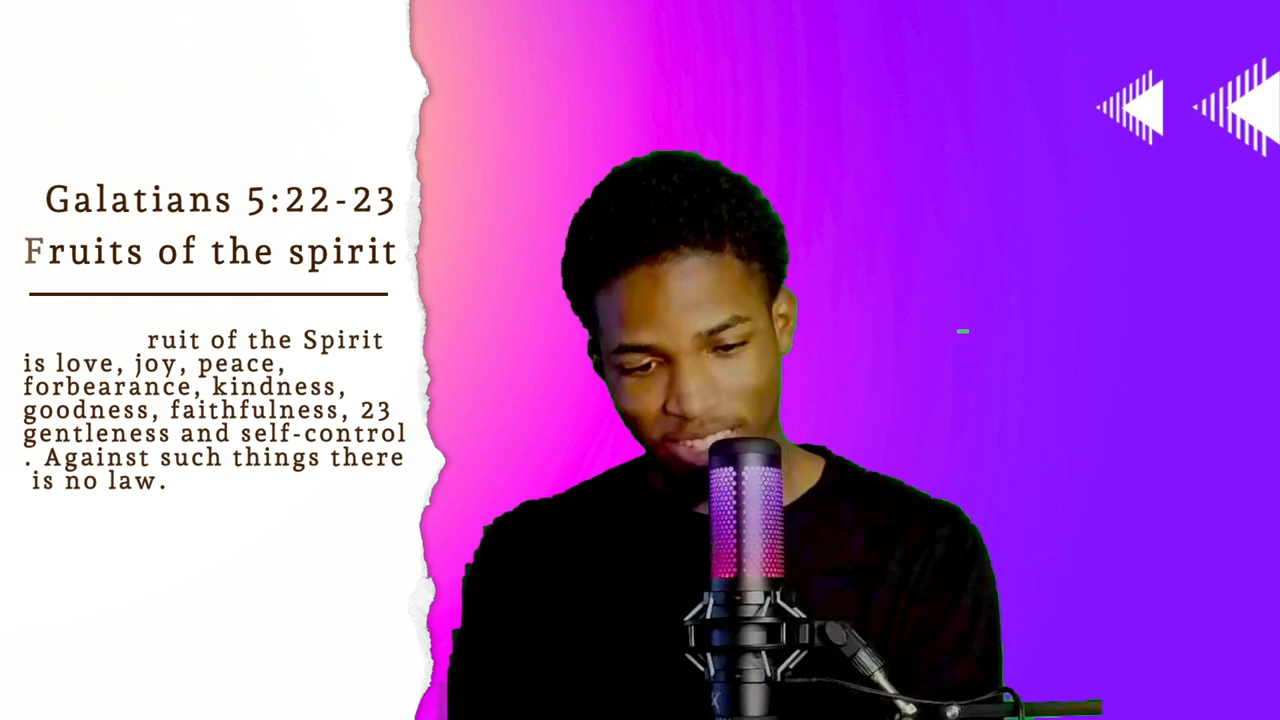 Galatians 5:22-23
Fruits of the spirit
ruit of the Spirit
is love, joy, peace,
forbearance, kindness,
goodness, faithfulness, 23
gentleness and self-control
. Against such things there
is no law.